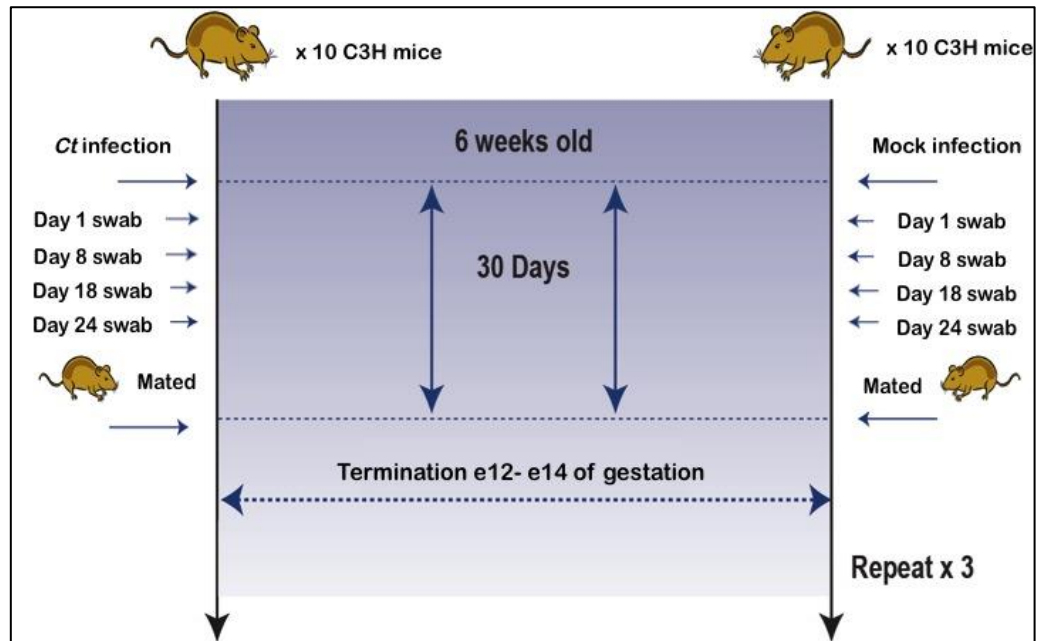 x 10 C3H mice
x 10 C3H mice
6 weeks old
Ct infection
Mock infection
Day 1 swab
Day 1 swab
Day 8 swab
Day 8 swab
30 Days
Day 18 swab
Day 18 swab
Day 24 swab
Day 24 swab
Mated
Mated
Termination e12- e14 of gestation
Repeat x 3